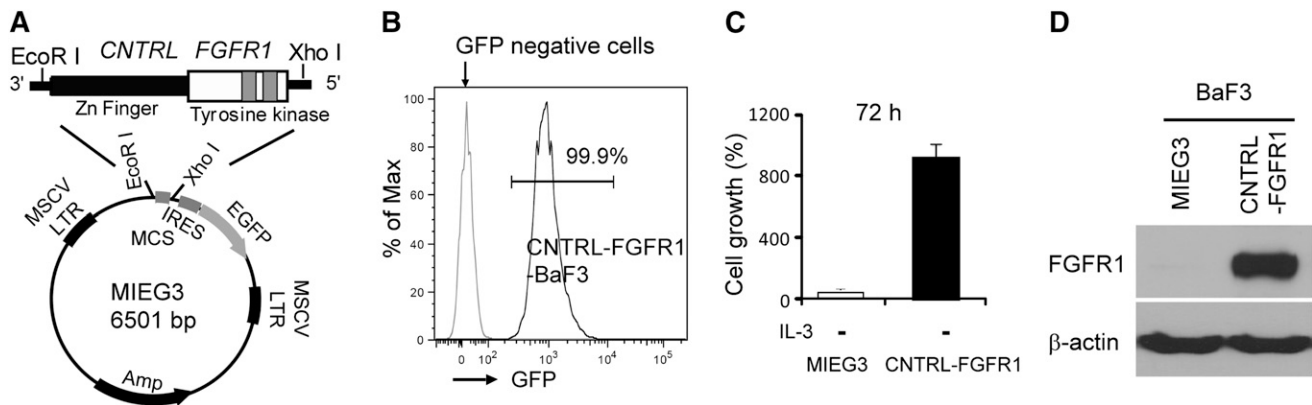 A
CNTRL FGFR1
EcoR I
Xho I
3'
5'
Zn Finger
Tyrosine kinase
EcoR I
Xho I
MSCV
LTR
MCS
IRES
EGFP
MIEG3
6501 bp
MSCV
LTR
Amp
B
GFP negative cells
% of Max
100
80
60
40
20
0
99.9%
CNTRL-FGFR1
-BaF3
0 10² 10³ 10⁴ 10⁵
GFP
C
72 h
Cell growth (%)
1200
800
400
0
IL-3 - -
MIEG3 CNTRL-FGFR1
D
BaF3
MIEG3
CNTRL
-FGFR1
FGFR1
β-actin